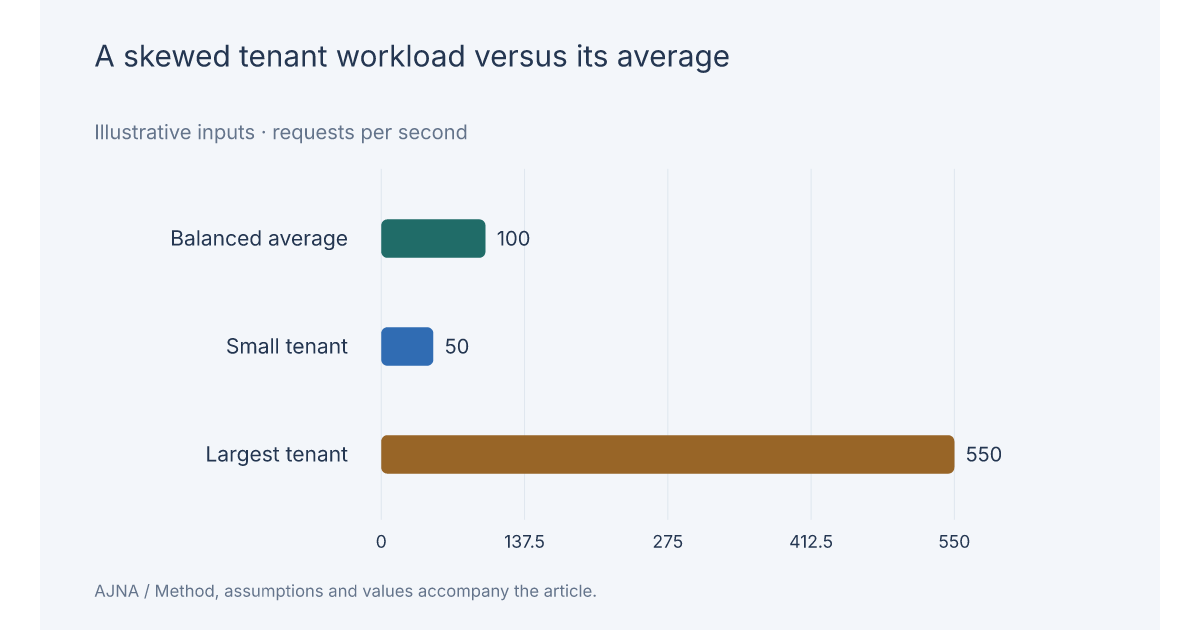 A skewed tenant workload versus its average
Illustrative inputs · requests per second
Balanced average 100
Small tenant 50
Largest tenant 550
0 137.5 275 412.5 550
AJNA / Method, assumptions and values accompany the article.